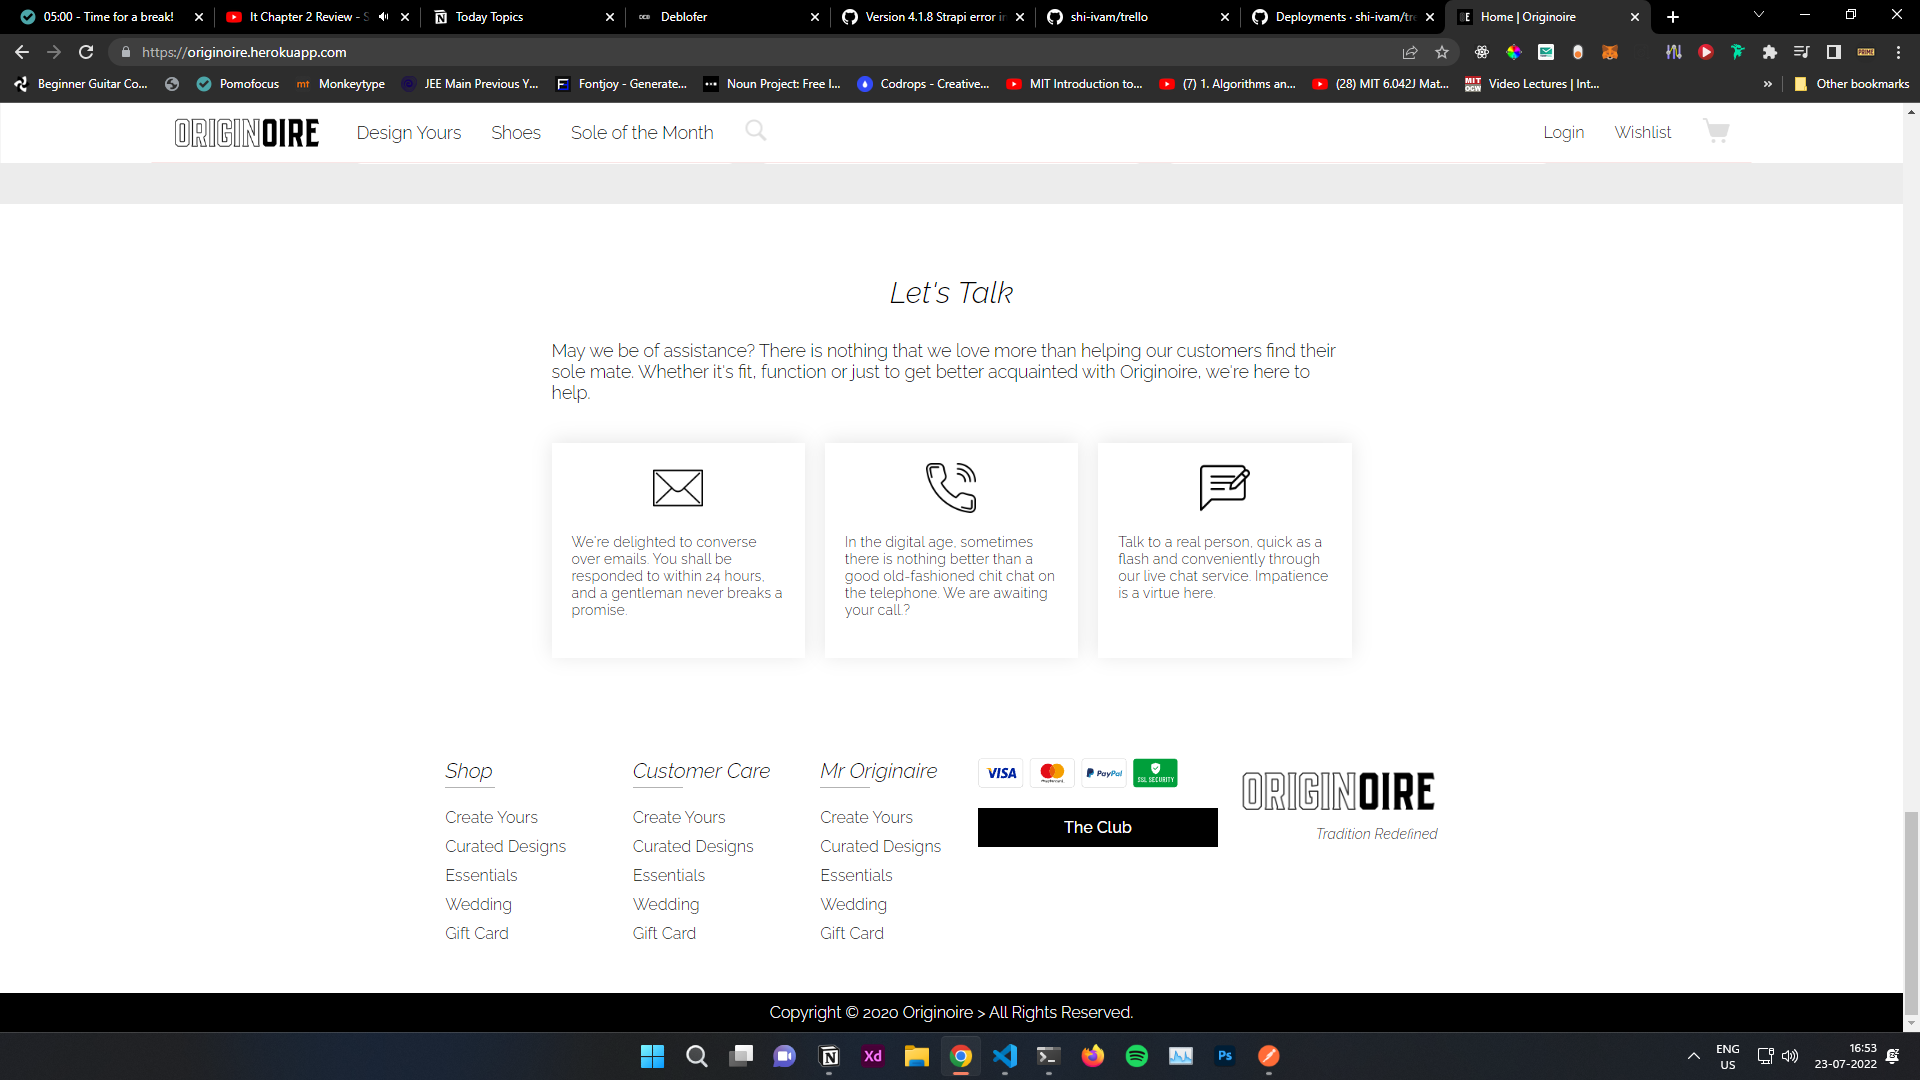 05:00 - Time for a break!
It Chapter 2 Review - S
Today Topics
Deblofer
Version 4.1.8 Strapi error in
shi-ivam/trello
Deployments · shi-ivam/tre
Home | Originoire
https://originoire.herokuapp.com
PRIME
Beginner Guitar Co...
Pomofocus
mt Monkeytype
JEE Main Previous Y...
Fontjoy - Generate...
Noun Project: Free I...
Codrops - Creative...
MIT Introduction to...
(7) 1. Algorithms an...
(28) MIT 6.042J Mat...
MIT OCW Video Lectures | Int...
»
Other bookmarks
ORIGINOIRE
Design Yours
Shoes
Sole of the Month
Login
Wishlist
Let's Talk
May we be of assistance? There is nothing that we love more than helping our customers find their
sole mate. Whether it's fit, function or just to get better acquainted with Originoire, we're here to
help.
We're delighted to converse
over emails. You shall be
responded to within 24 hours,
and a gentleman never breaks a
promise.
In the digital age, sometimes
there is nothing better than a
good old-fashioned chit chat on
the telephone. We are awaiting
your call.?
Talk to a real person, quick as a
flash and conveniently through
our live chat service. Impatience
is a virtue here.
Shop
Create Yours
Curated Designs
Essentials
Wedding
Gift Card
Customer Care
Create Yours
Curated Designs
Essentials
Wedding
Gift Card
Mr Originaire
Create Yours
Curated Designs
Essentials
Wedding
Gift Card
VISA
mastercard
PayPal
SSL SECURITY
The Club
ORIGINOIRE
Tradition Redefined
Copyright © 2020 Originoire > All Rights Reserved.
Xd
Ps
ENG
US
16:53
23-07-2022